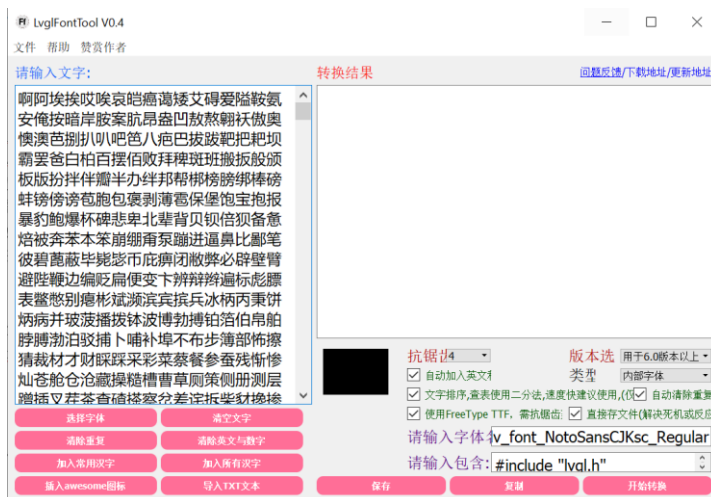 LvglFontTool V0.4
文件 帮助 赞赏作者
请输入文字:
转换结果
问题反馈/下载地址/更新地址
啊阿埃挨哎唉哀皑癌蔼矮艾碍爱隘鞍氨
安俺按暗岸胺案肮昂盎凹敖熬翱袄傲奥
懊澳芭捌扒叭吧笆八疤巴拔跋靶把耙坝
霸罢爸白柏百摆佰败拜稗斑班搬扳般颁
板版扮拌伴瓣半办绊邦帮梆榜膀绑棒磅
蚌镑傍谤苞胞包褒剥薄雹保堡饱宝抱报
暴豹鲍爆杯碑悲卑北辈背贝钡倍狈备惫
焙被奔苯本笨崩绷甭泵蹦迸逼鼻比鄙笔
彼碧蓖蔽毕毙毖币庇痹闭敝弊必辟壁臂
避陛鞭边编贬扁便变卞辨辩辫遍标彪膘
表鳖憋别瘪彬斌濒滨宾摈兵冰柄丙秉饼
炳病并玻菠播拨钵波博勃搏铂箔伯帛舶
脖膊渤泊驳捕卜哺补埠不布步簿部怖擦
猜裁材才财睬踩采彩菜蔡餐参蚕残惭惨
灿苍舱仓沧藏操糙槽曹草厕策侧册测层
蹭插叉茬茶查碴搽察岔差诧拆柴豺搀掺
抗锯齿 4
版本选 用于6.0版本以上
自动加入英文
类型 内部字体
文字排序,查表使用二分法,速度快建议使用,(仅
自动清除重复
使用FreeType TTF, 需抗锯齿
直接存文件(解决死机或反应
请输入字体名 v_font_NotoSansCJKsc_Regular
请输入包含: #include "lvgl.h"
选择字体 清空文字
清除重复 清除英文与数字
加入常用汉字 加入所有汉字
插入awesome图标 导入TXT文本 保存 复制 开始转换